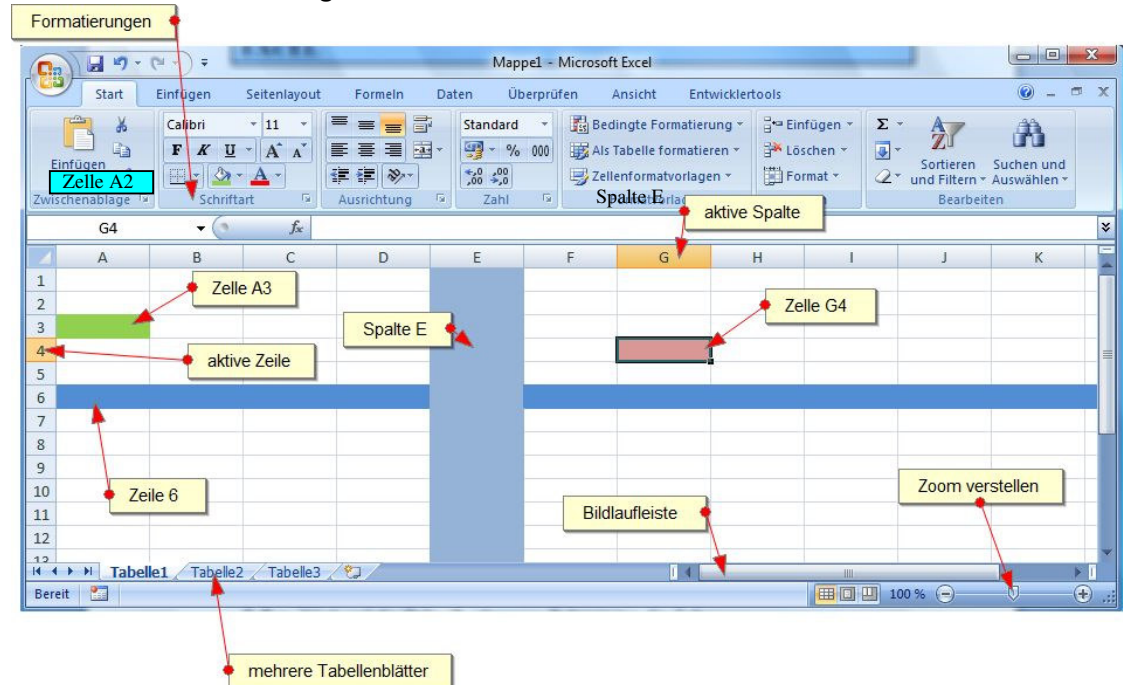 Formatierungen
Mappe1 - Microsoft Excel
Start Einfügen Seitenlayout Formeln Daten Überprüfen Ansicht Entwicklertools
Calibri 11 Standard Bedingte Formatierung Einfügen Σ
F K U A A % 000 Als Tabelle formatieren Löschen
Einfügen Sortieren Suchen und
Zelle A2 A Zellenformatvorlagen Format und Filtern Auswählen
Zwischenablage Schriftart Ausrichtung Zahl Spalte E Bearbeiten
aktive Spalte
G4 fx
A B C D E F G H I J K
1
Zelle A3
2
Zelle G4
3
Spalte E
4
aktive Zeile
5
6
7
8
9
10
Zeile 6
Zoom verstellen
11
Bildlaufleiste
12
13
Tabelle1 Tabelle2 Tabelle3
Bereit 100 %
mehrere Tabellenblätter